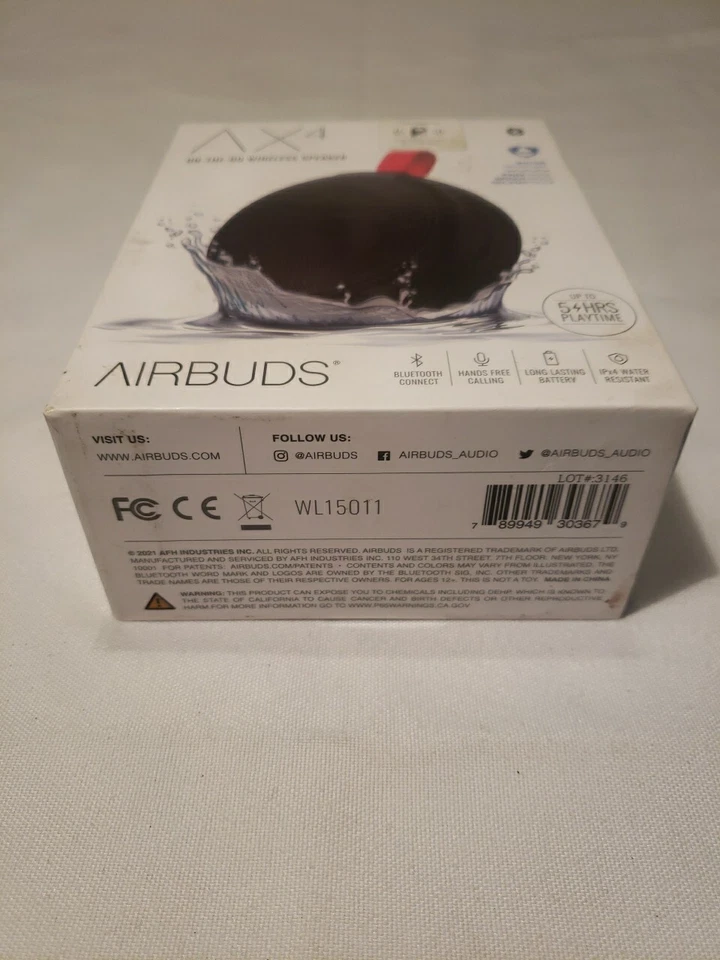 AX4
ON-THE-GO WIRELESS SPEAKER
UP TO
5+HRS
PLAYTIME
AIRBUDS®
BLUETOOTH
CONNECT
HANDS FREE
CALLING
LONG LASTING
BATTERY
IPX4 WATER
RESISTANT
VISIT US:
WWW.AIRBUDS.COM
FOLLOW US:
@AIRBUDS
AIRBUDS_AUDIO
@AIRBUDS_AUDIO
FC CE
WL15011
LOT#:3146
7 89949 30367 9
© 2021 AFH INDUSTRIES INC. ALL RIGHTS RESERVED. AIRBUDS IS A REGISTERED TRADEMARK OF AIRBUDS LTD.
MANUFACTURED AND SERVICED BY AFH INDUSTRIES INC. 110 WEST 34TH STREET, 7TH FLOOR, NEW YORK, NY
10001 FOR PATENTS: AIRBUDS.COM/PATENTS • CONTENTS AND COLORS MAY VARY FROM ILLUSTRATED. THE
BLUETOOTH WORD MARK AND LOGOS ARE OWNED BY THE BLUETOOTH SIG, INC. OTHER TRADEMARKS AND
TRADE NAMES ARE THOSE OF THEIR RESPECTIVE OWNERS. FOR AGES 12+. THIS IS NOT A TOY. MADE IN CHINA.
WARNING: THIS PRODUCT CAN EXPOSE YOU TO CHEMICALS INCLUDING DEHP, WHICH IS KNOWN TO
THE STATE OF CALIFORNIA TO CAUSE CANCER AND BIRTH DEFECTS OR OTHER REPRODUCTIVE
HARM.FOR MORE INFORMATION GO TO WWW.P65WARNINGS.CA.GOV